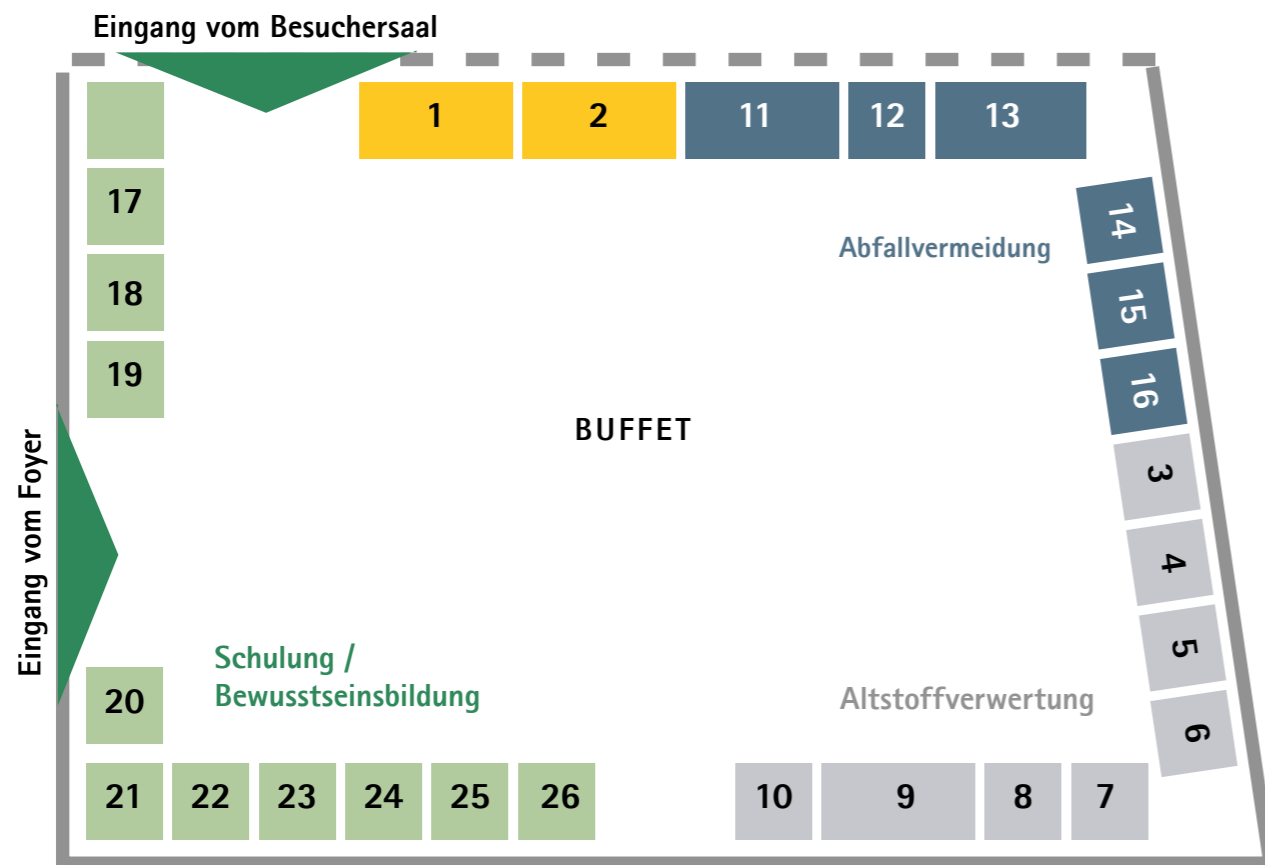 Eingang vom Besuchersaal
1 2 11 12 13
17
14
Abfallvermeidung
18
15
19
16
BUFFET
3
Eingang vom Foyer
4
5
Schulung /
Bewusstseinsbildung
Altstoffverwertung
20
6
21 22 23 24 25 26 10 9 8 7